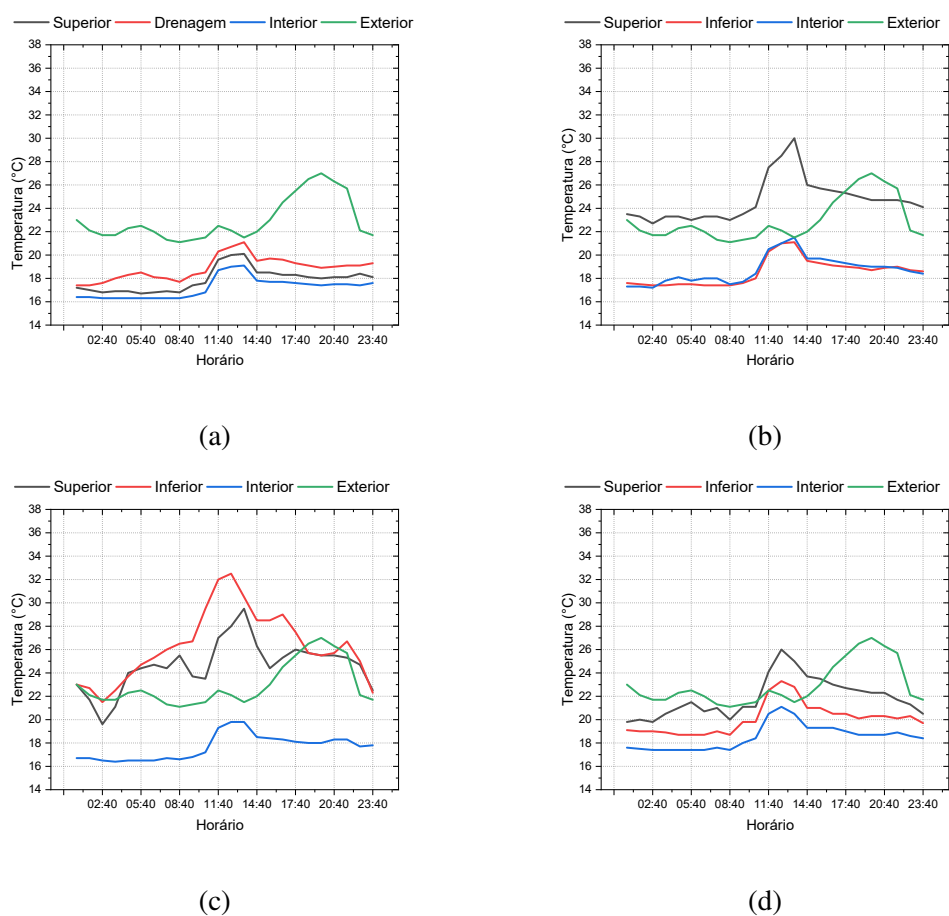 Superior Drenagem Interior Exterior
38
36
34
32
30
28
26
24
22
20
18
16
14
Temperatura (°C)
02:40 05:40 08:40 11:40 14:40 17:40 20:40 23:40
Horário
(a)
Superior Inferior Interior Exterior
38
36
34
32
30
28
26
24
22
20
18
16
14
Temperatura (°C)
02:40 05:40 08:40 11:40 14:40 17:40 20:40 23:40
Horário
(b)
Superior Inferior Interior Exterior
38
36
34
32
30
28
26
24
22
20
18
16
14
Temperatura (°C)
02:40 05:40 08:40 11:40 14:40 17:40 20:40 23:40
Horário
(c)
Superior Inferior Interior Exterior
38
36
34
32
30
28
26
24
22
20
18
16
14
Temperatura (°C)
02:40 05:40 08:40 11:40 14:40 17:40 20:40 23:40
Horário
(d)